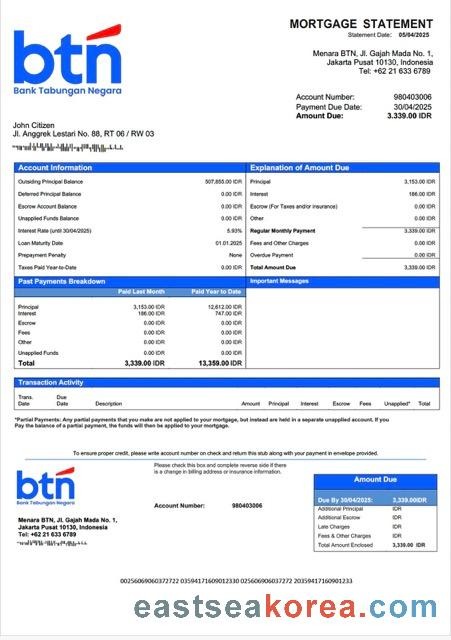 btn
Bank Tabungan Negara
MORTGAGE STATEMENT
Statement Date: 05/04/2025
Menara BTN, Jl. Gajah Mada No. 1,
Jakarta Pusat 10130, Indonesia
Tel: +62 21 633 6789
Account Number: 980403006
Payment Due Date: 30/04/2025
Amount Due: 3.339.00 IDR
John Citizen
Jl. Anggrek Lestari No. 88, RT 06 / RW 03
Account Information
Outsiding Principal Balance 507,855.00 IDR
Deferred Principal Balance 0.00 IDR
Escrow Account Balance 0.00 IDR
Unapplied Funds Balance 0.00 IDR
Interest Rate (until 30/04/2025) 5.93%
Loan Maturity Date 01.01.2025
Prepayment Penalty None
Taxes Paid Year-to-Date 0.00 IDR
Explanation of Amount Due
Principal 3,153.00 IDR
Interest 186.00 IDR
Escrow (For Taxes and/or insurance) 0.00 IDR
Other 0.00 IDR
Regular Monthly Payment 3,339.00 IDR
Fees and Other Charges 0.00 IDR
Overdue Payment 0.00 IDR
Total Amount Due 3,339.00 IDR
Past Payments Breakdown
Paid Last Month Paid Year to Date
Principal 3,153.00 IDR 12,612.00 IDR
Interest 186.00 IDR 747.00 IDR
Escrow 0.00 IDR 0.00 IDR
Fees 0.00 IDR 0.00 IDR
Other 0.00 IDR 0.00 IDR
Unapplied Funds 0.00 IDR 0.00 IDR
Total 3,339.00 IDR 13,359.00 IDR
Important Messages
Transaction Activity
Trans. Date Due Date Description Amount Principal Interest Escrow Fees Unapplied* Total
*Partial Payments: Any partial payments that you make are not applied to your mortgage, but instead are held in a separate unapplied account. If you
Pay the balance of a partial payment, the funds will then be applied to your mortgage.
To ensure proper credit, please write account number on check and return this stub along with your payment in envelope provided.
btn
Bank Tabungan Negara
Menara BTN, Jl. Gajah Mada No. 1,
Jakarta Pusat 10130, Indonesia
Tel: +62 21 633 6789
Please check this box and complete reverse side if there
is a change in billing address or insurance information.
Account Number: 980403006
Amount Due
Due By 30/04/2025: 3,339.00IDR
Additional Principal IDR
Additional Escrow IDR
Late Charges IDR
Fees & Other Charges IDR
Total Amount Enclosed 3,339.00 IDR
00256069060372722 03594171609012330 025606906037272 20359417160901233
eastseakorea.com